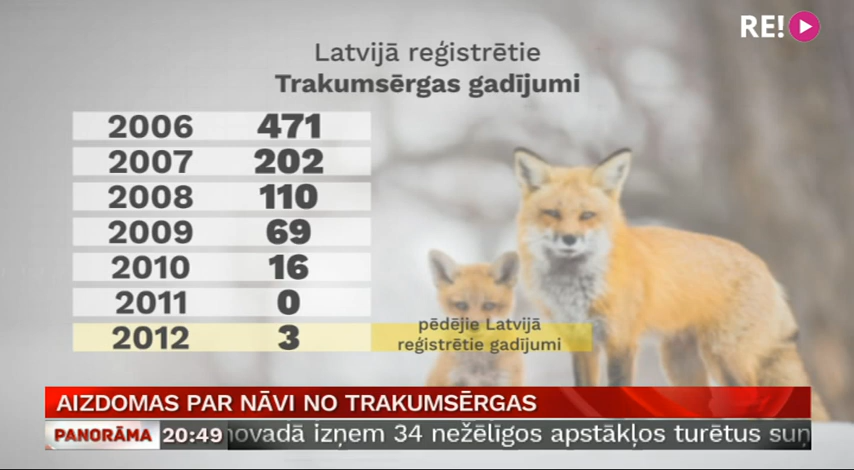 RE!
Latvijā reģistrētie
Trakumsērgas gadījumi
2006 471
2007 202
2008 110
2009 69
2010 16
2011 0
2012 3
pēdējie Latvijā
reģistrētie gadījumi
AIZDOMAS PAR NĀVI NO TRAKUMSĒRGAS
PANORĀMA 20:49 novadā izņem 34 nežēlīgos apstākļos turētus suņ